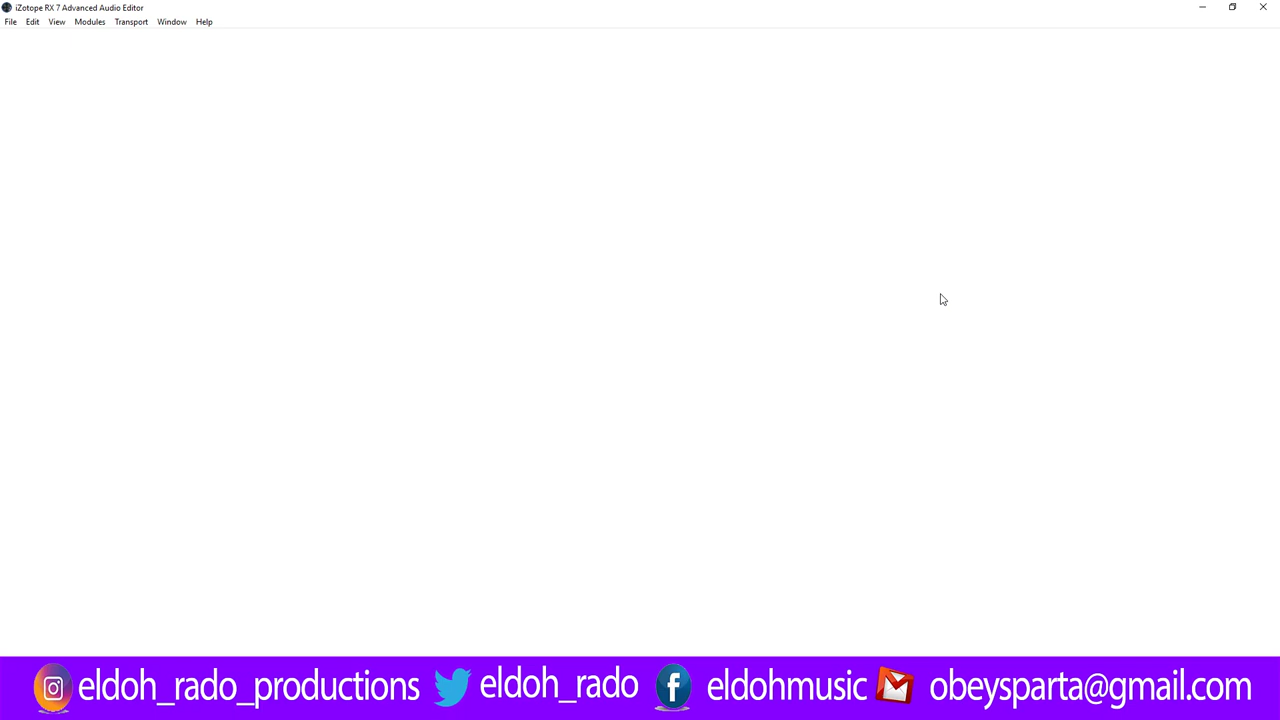 iZotope RX 7 Advanced Audio Editor
File Edit View Modules Transport Window Help
eldoh_rado_productions eldoh_rado eldohmusic obeysparta@gmail.com